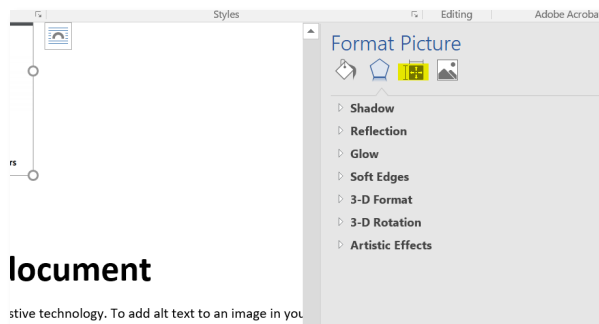 Styles
Editing
Adobe Acroba
Format Picture
rs
Shadow
Reflection
Glow
Soft Edges
3-D Format
3-D Rotation
Artistic Effects
locument
stive technology. To add alt text to an image in you